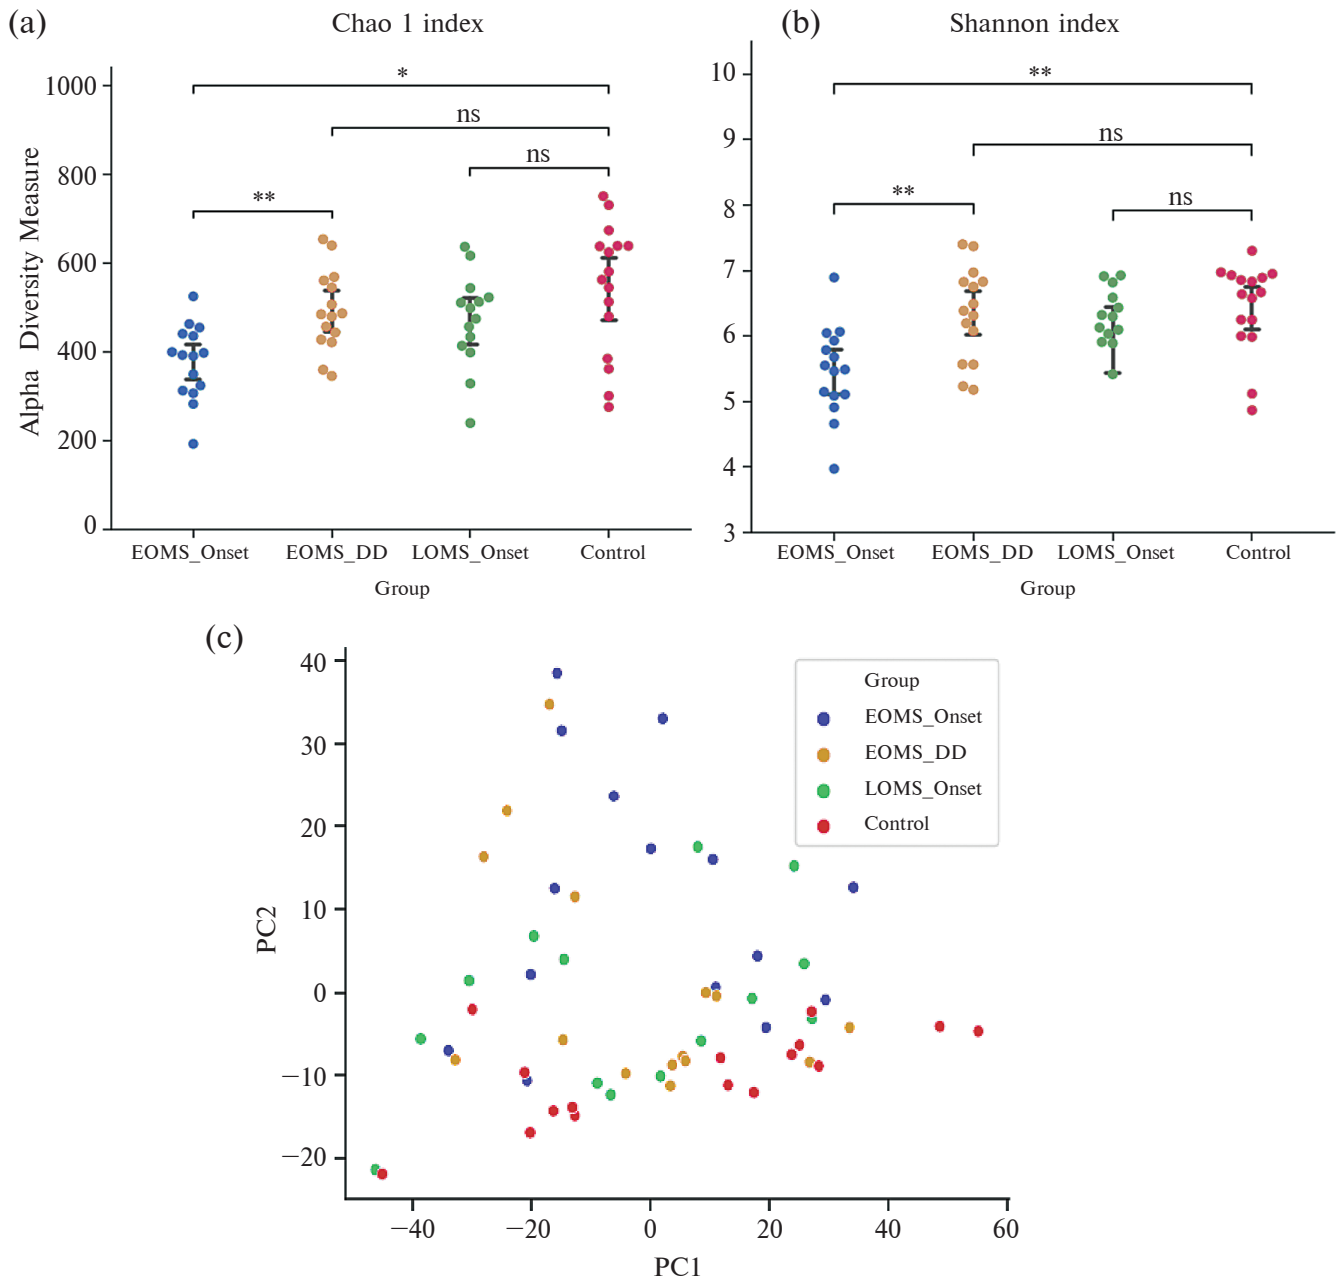 (a)
Chao 1 index
Alpha Diversity Measure
1000
800
600
400
200
0
*
ns
ns
**
EOMS_Onset
EOMS_DD
LOMS_Onset
Control
Group
(b)
Shannon index
10
9
8
7
6
5
4
3
**
ns
**
ns
EOMS_Onset
EOMS_DD
LOMS_Onset
Control
Group
(c)
PC2
40
30
20
10
0
−10
−20
Group
EOMS_Onset
EOMS_DD
LOMS_Onset
Control
−40
−20
0
20
40
60
PC1